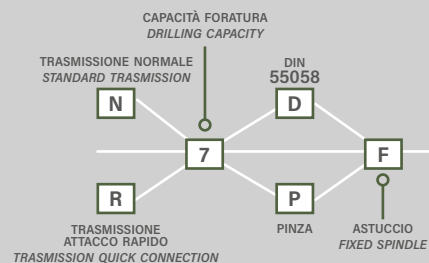 CAPACITÀ FORATURA
DRILLING CAPACITY
TRASMISSIONE NORMALE
STANDARD TRASMISSION
DIN
55058
N
D
7
F
R
P
TRASMISSIONE
ATTACCO RAPIDO
TRASMISSION QUICK CONNECTION
PINZA
ASTUCCIO
FIXED SPINDLE